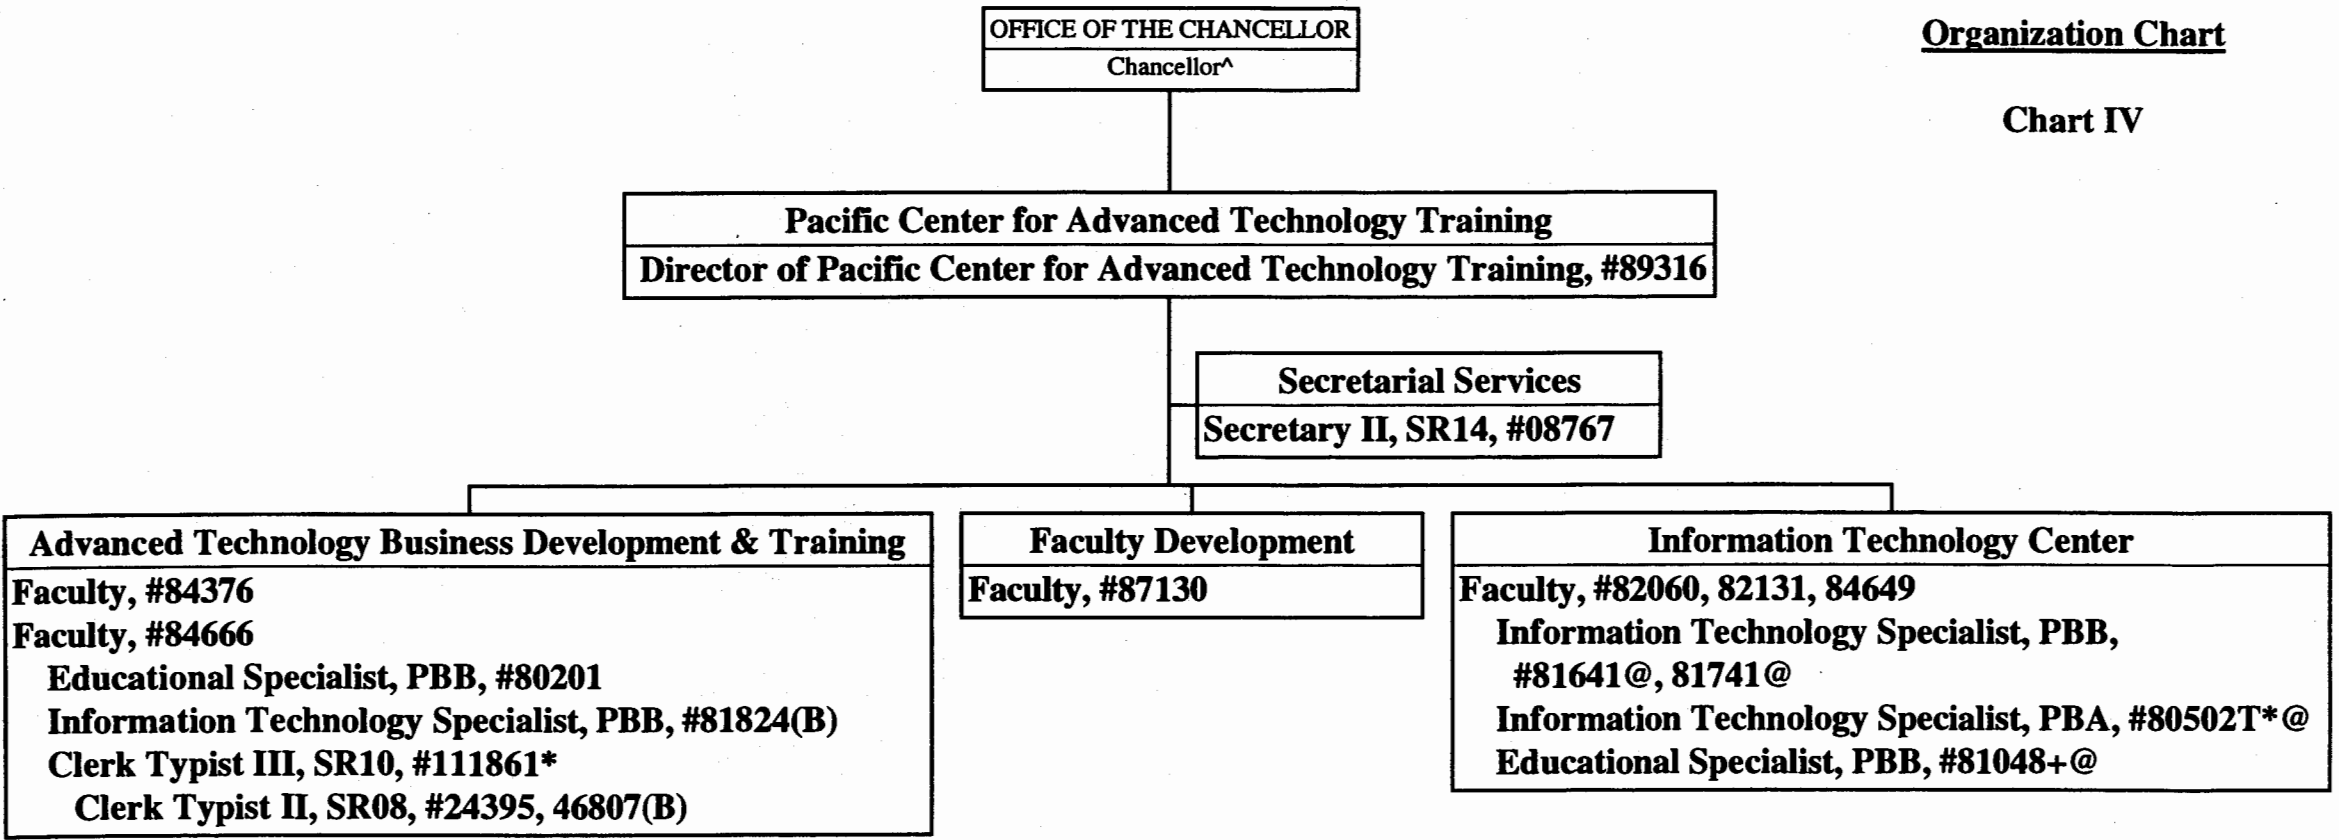 OFFICE OF THE CHANCELLOR
Chancellor^
Organization Chart
Chart IV
Pacific Center for Advanced Technology Training
Director of Pacific Center for Advanced Technology Training, #89316
Secretarial Services
Secretary II, SR14, #08767
Advanced Technology Business Development & Training
Faculty, #84376
Faculty, #84666
Educational Specialist, PBB, #80201
Information Technology Specialist, PBB, #81824(B)
Clerk Typist III, SR10, #111861*
Clerk Typist II, SR08, #24395, 46807(B)
Faculty Development
Faculty, #87130
Information Technology Center
Faculty, #82060, 82131, 84649
Information Technology Specialist, PBB,
#81641@, 81741@
Information Technology Specialist, PBA, #80502T*@
Educational Specialist, PBB, #81048+@